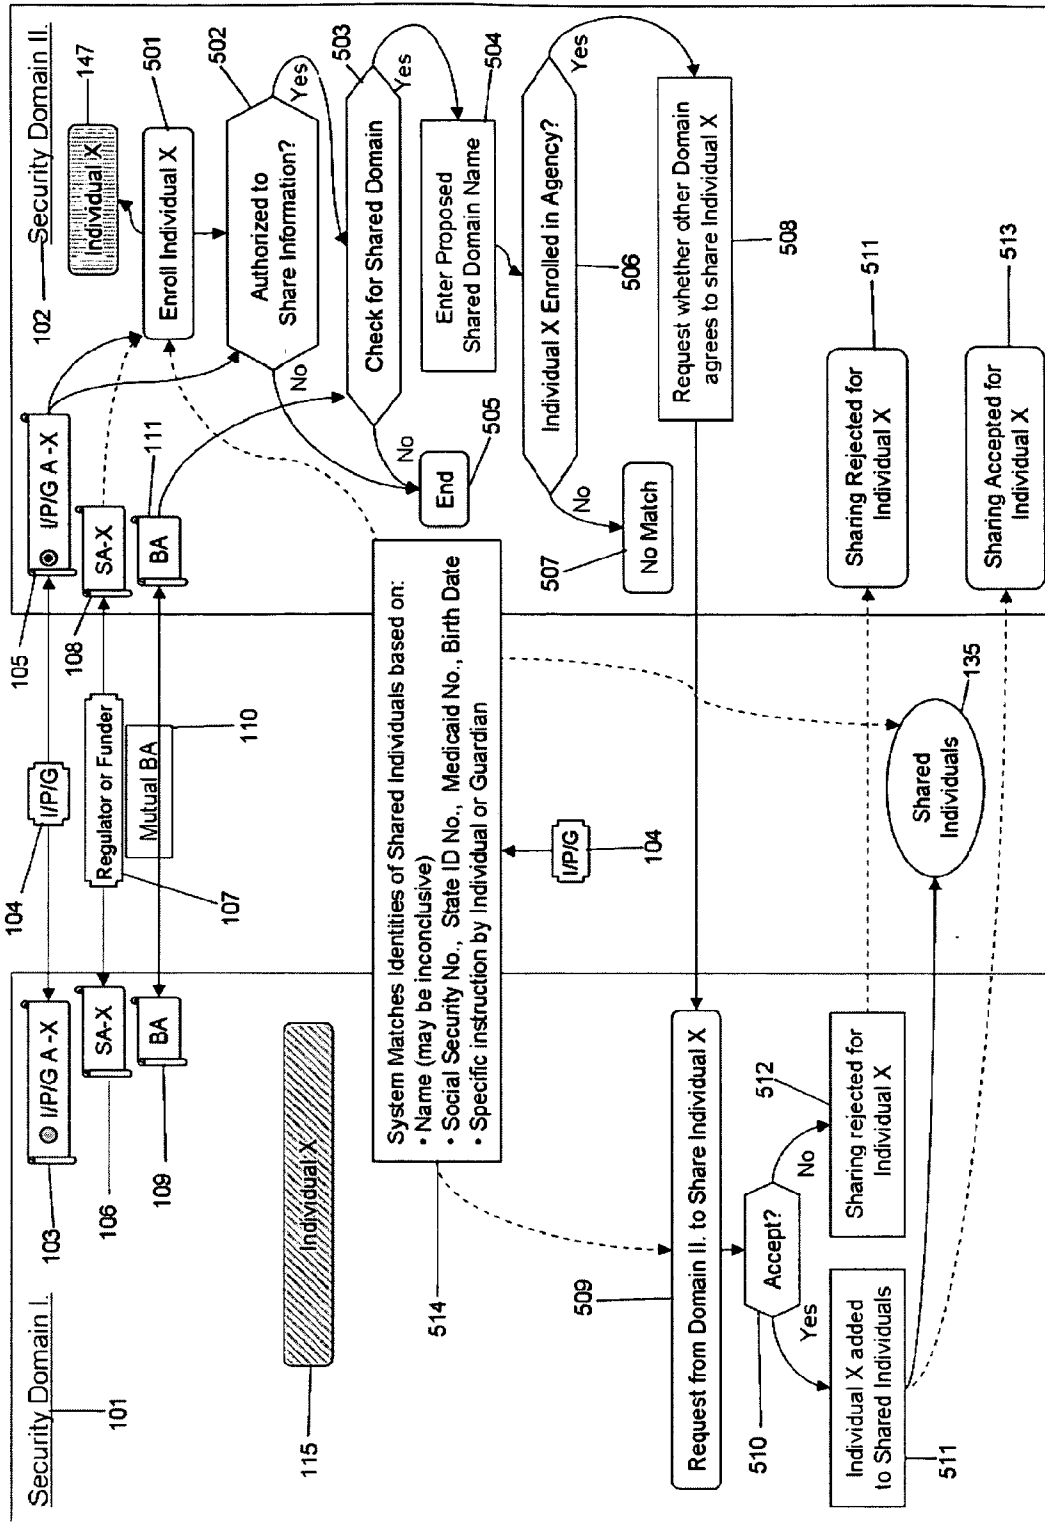 Security Domain I.
101
103
I/P/G A -X
104
I/P/G
105
I/P/G A -X
102
Security Domain II.
147
Individual X
106
SA-X
Regulator or Funder
107
108
SA-X
109
BA
Mutual BA
110
BA
111
Enroll Individual X
501
115
Individual X
Authorized to
Share Information?
502
Yes
No
Check for Shared Domain
503
Yes
No
End
505
Enter Proposed
Shared Domain Name
504
514
System Matches Identities of Shared Individuals based on:
• Name (may be inconclusive)
• Social Security No., State ID No., Medicaid No., Birth Date
• Specific instruction by Individual or Guardian
I/P/G
104
Individual X Enrolled in Agency?
506
Yes
No
507
No Match
Request whether other Domain
agrees to share Individual X
508
509
Request from Domain II. to Share Individual X
510
Accept?
Yes
No
512
Individual X added
to Shared Individuals
511
Sharing rejected for
Individual X
Shared
Individuals
135
Sharing Rejected for
Individual X
511
Sharing Accepted for
Individual X
513